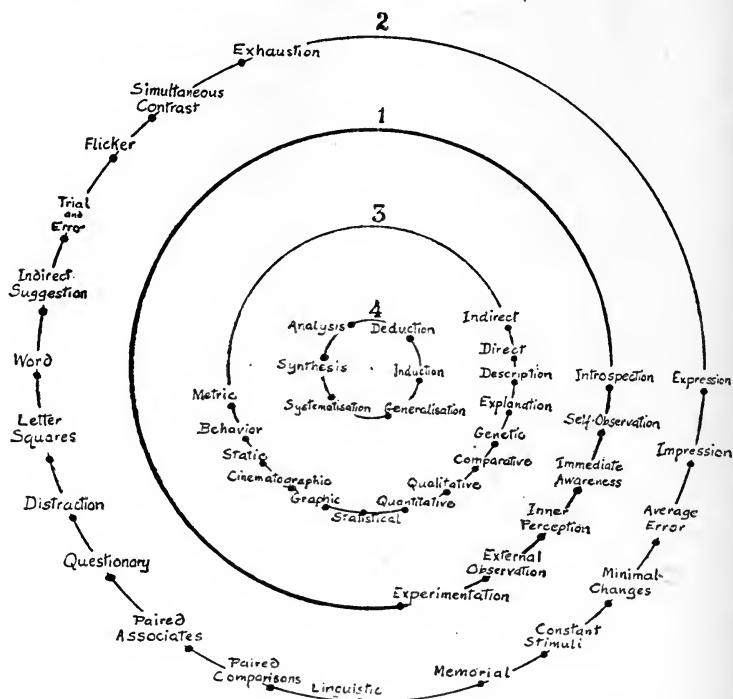 2
Exhaustion
Simultaneous
Contrast
Flicker
Trial
and
Error
Indirect-
Suggestion
Word
Letter
Squares
Distraction
Questionary
Paired
Associates
Paired
Comparisons
Linguistic
Memorial
Constant
Stimuli
Minimal-
Changes
Average
Error
Impression
Expression
1
Introspection
Self-Observation
Immediate
Awareness
Inner
Perception
External
Observation
Experimentation
3
Indirect
Direct
Description
Explanation
Genetic
Comparative
Qualitative
Quantitative
Statistical
Graphic
Cinematographic
Static
Behavior
Metric
4
Analysis
Deduction
Synthesis
Induction
Systematisation
Generalisation